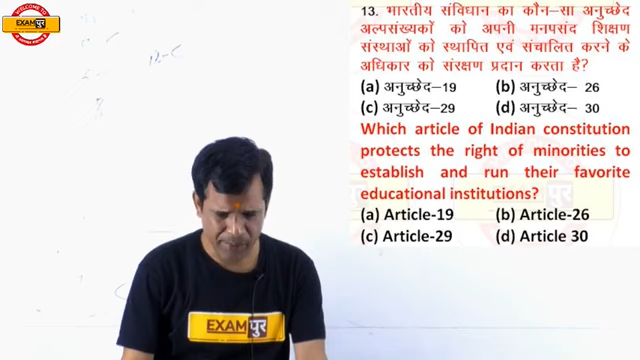 WELCOME TO
EXAM पुर
13. भारतीय संविधान का कौन–सा अनुच्छेद
अल्पसंख्यकों को अपनी मनपसंद शिक्षण
संस्थाओं को स्थापित एवं संचालित करने के
अधिकार को संरक्षण प्रदान करता है?
(a) अनुच्छेद–19 (b) अनुच्छेद– 26
(c) अनुच्छेद–29 (d) अनुच्छेद– 30
Which article of Indian constitution
protects the right of minorities to
establish and run their favorite
educational institutions?
(a) Article-19 (b) Article-26
(c) Article-29 (d) Article 30
EXAM पुर